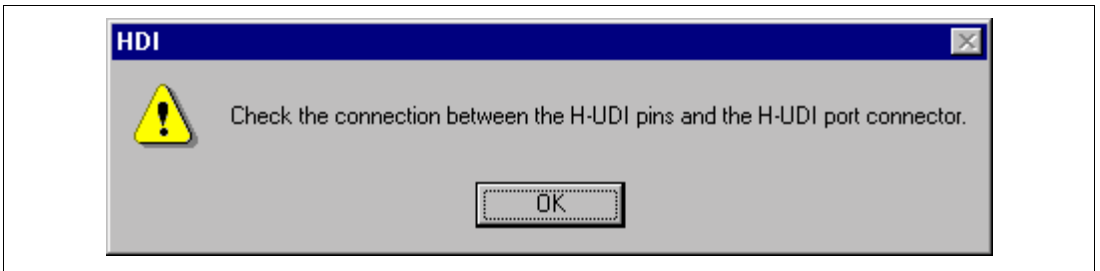 HDI
Check the connection between the H-UDI pins and the H-UDI port connector.
OK